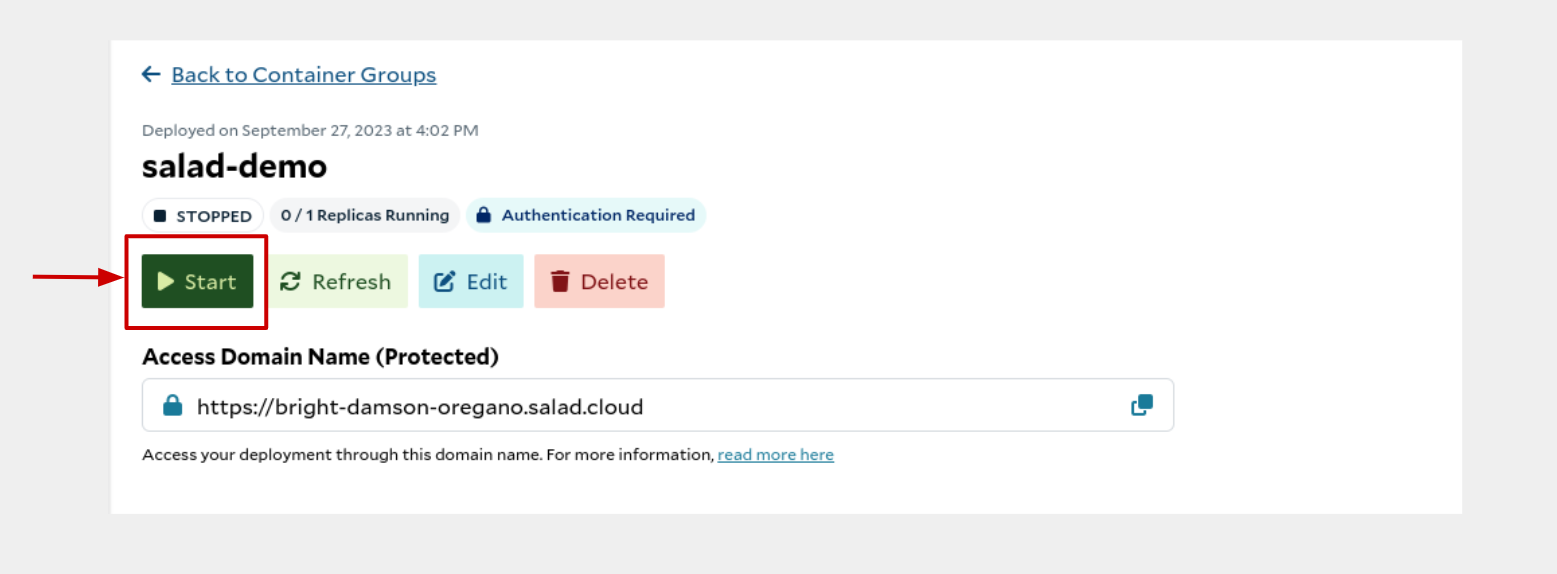 Back to Container Groups
Deployed on September 27, 2023 at 4:02 PM
salad-demo
STOPPED 0 / 1 Replicas Running Authentication Required
Start Refresh Edit Delete
Access Domain Name (Protected)
https://bright-damson-oregano.salad.cloud
Access your deployment through this domain name. For more information, read more here